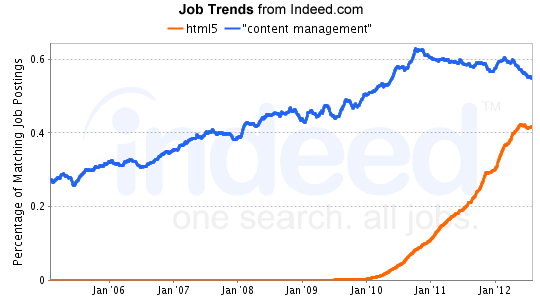 Job Trends from Indeed.com
html5 "content management"
Percentage of Matching Job Postings
0.6
0.4
0.2
0
indeed™
one search. all jobs.
Jan '06 Jan '07 Jan '08 Jan '09 Jan '10 Jan '11 Jan '12